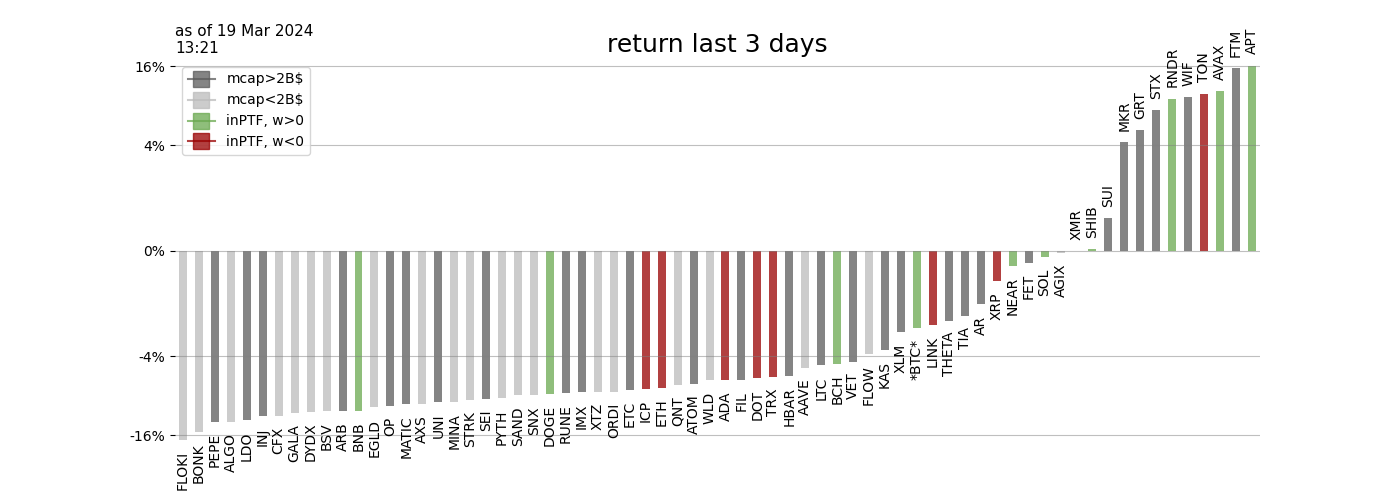 as of 19 Mar 2024
13:21
return last 3 days
mcap>2B$
mcap<2B$
inPTF, w>0
inPTF, w<0
16%
4%
0%
-4%
-16%
FLOKI
BONK
PEPE
ALGO
LDO
INJ
CFX
GALA
DYDX
BSV
ARB
BNB
EGLD
OP
MATIC
AXS
UNI
MINA
STRK
SEI
PYTH
SAND
SNX
DOGE
RUNE
IMX
XTZ
ORDI
ETC
ICP
ETH
QNT
ATOM
WLD
ADA
FIL
DOT
TRX
HBAR
AAVE
LTC
BCH
VET
FLOW
KAS
XLM
*BTC*
LINK
THETA
TIA
AR
XRP
NEAR
FET
SOL
AGIX
XMR
SHIB
SUI
MKR
GRT
STX
RNDR
WIF
TON
AVAX
FTM
APT